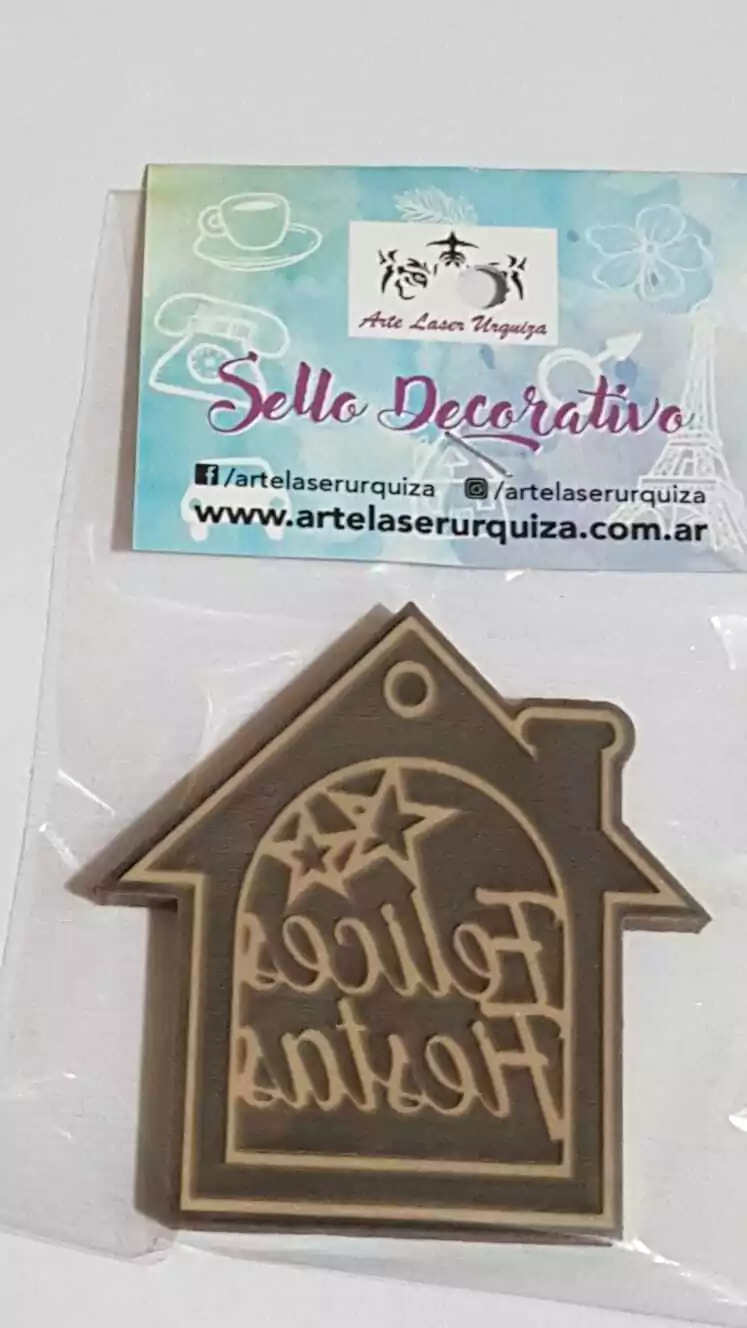 Arte Laser Urquiza
Sello Decorativo
/artelaserurquiza /artelaserurquiza
www.artelaserurquiza.com.ar
Felices
Fiestas